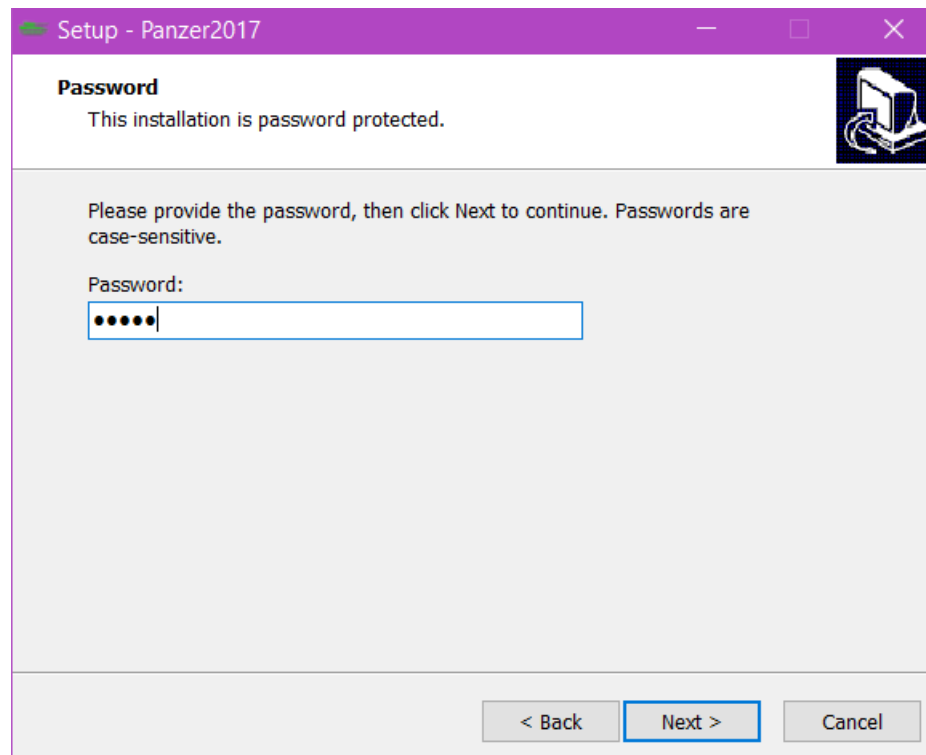 Setup - Panzer2017
Password
This installation is password protected.
Please provide the password, then click Next to continue. Passwords are
case-sensitive.
Password:
●●●●●
< Back
Next >
Cancel